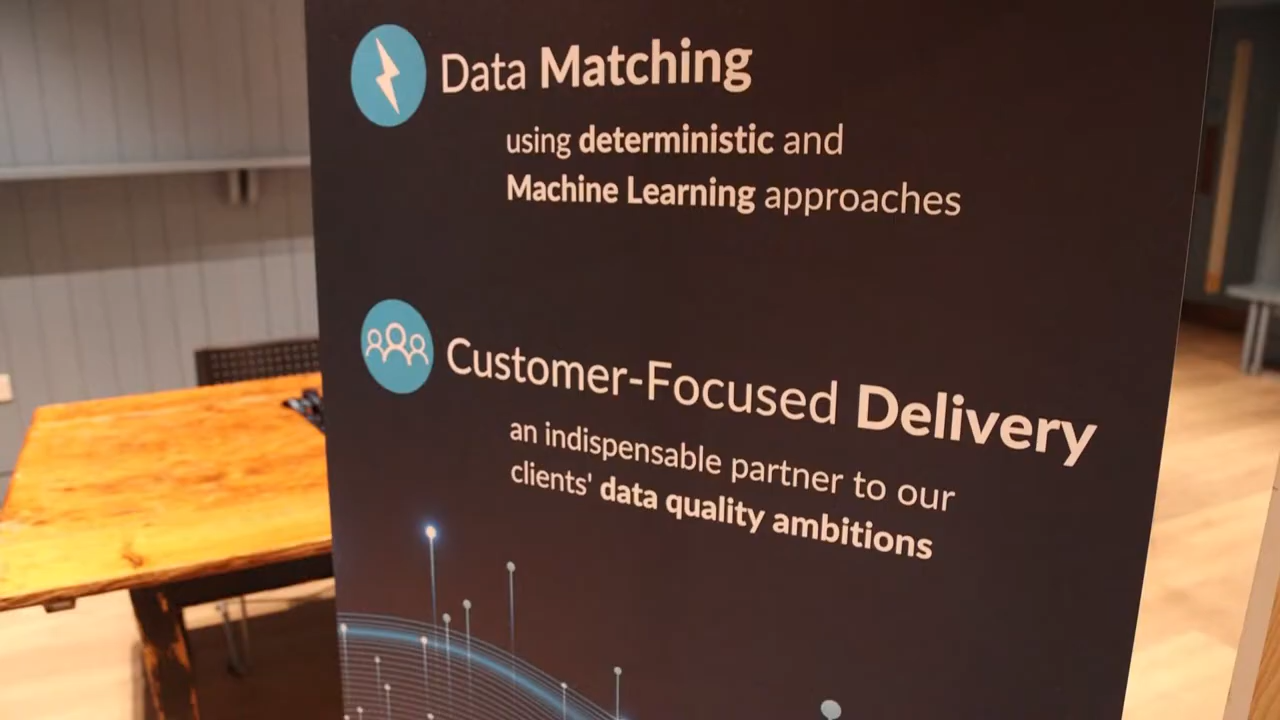 Data Matching
using deterministic and
Machine Learning approaches
Customer-Focused Delivery
an indispensable partner to our
clients' data quality ambitions